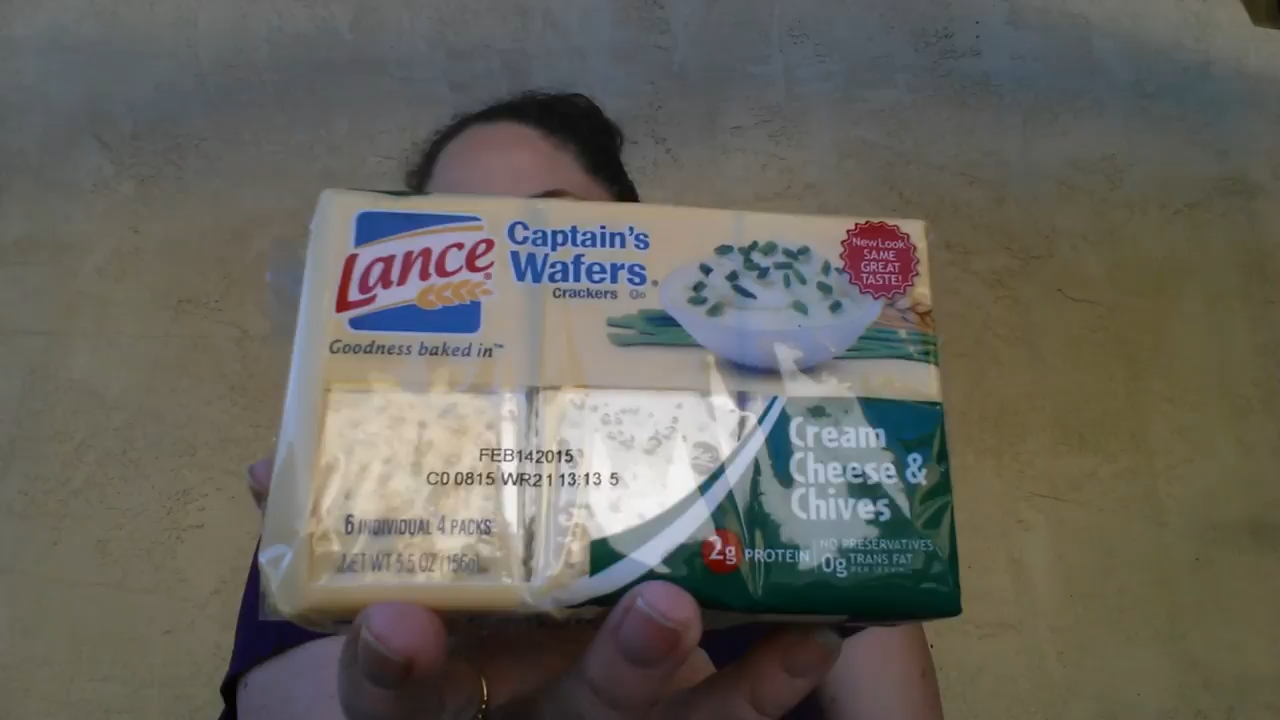 Lance
Goodness baked in™
Captain's
Wafers®
Crackers
New Look
SAME
GREAT
TASTE!
FEB142015
C0 0815 WR21 13:13 5
6 INDIVIDUAL 4 PACKS
NET WT 5.5 OZ (156g)
Cream
Cheese &
Chives
2g PROTEIN
NO PRESERVATIVES
0g TRANS FAT
PER SERVING